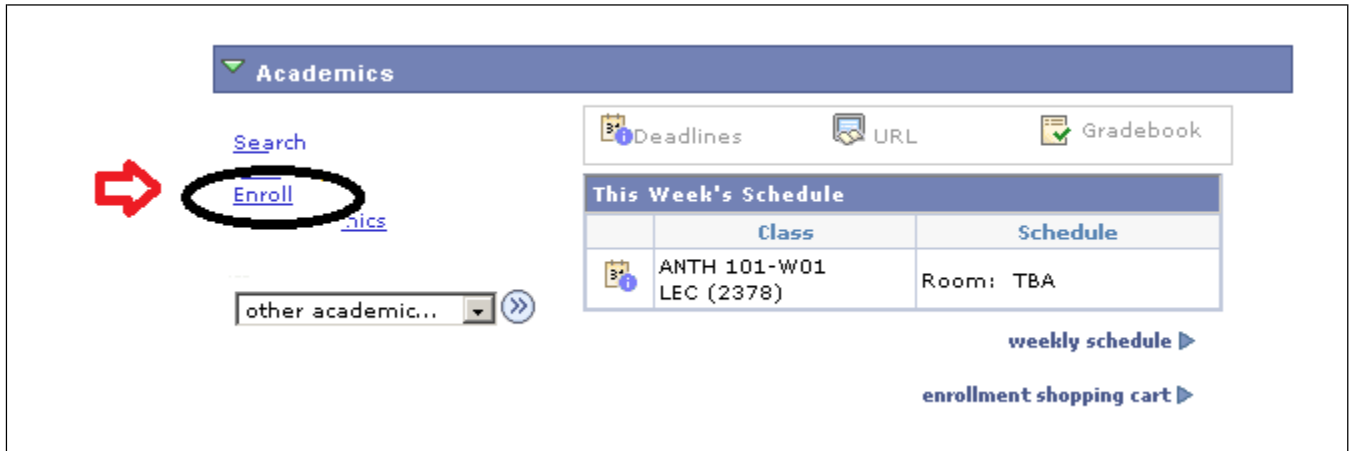 Academics
Search
Enroll
other academic...
Deadlines URL Gradebook
This Week's Schedule
Class Schedule
ANTH 101-W01
LEC (2378)
Room: TBA
weekly schedule
enrollment shopping cart